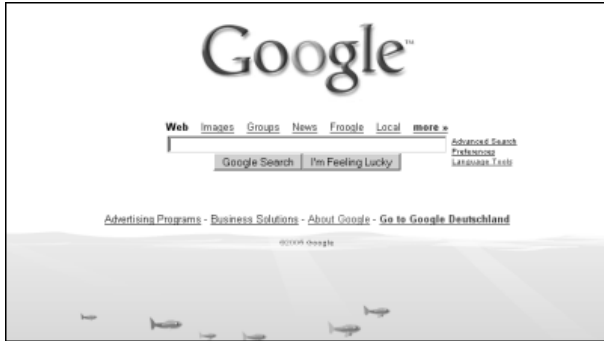 Google™
Web Images Groups News Froogle Local more »
Advanced Search
Preferences
Language Tools
Google Search I'm Feeling Lucky
Advertising Programs - Business Solutions - About Google - Go to Google Deutschland
Google